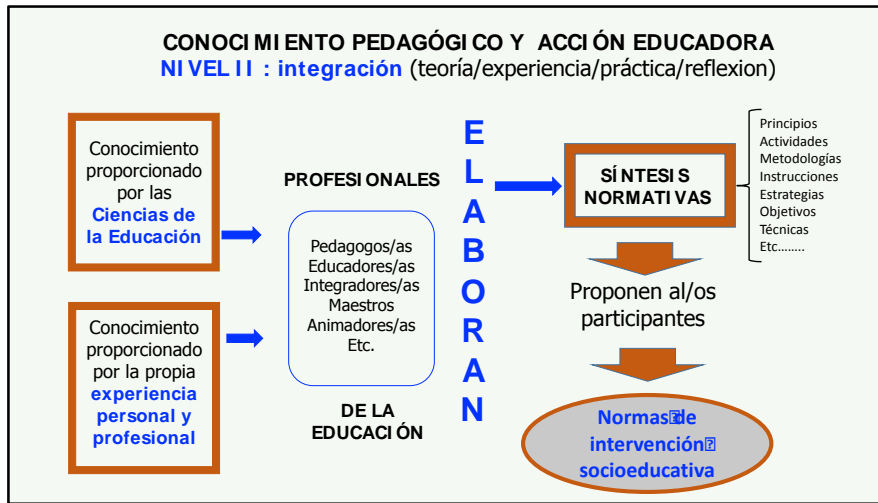 CONOCIMIENTO PEDAGÓGICO Y ACCIÓN EDUCADORA
NIVEL II : integración (teoría/experiencia/práctica/reflexion)
Conocimiento
proporcionado
por las
Ciencias de
la Educación
Conocimiento
proporcionado
por la propia
experiencia
personal y
profesional
PROFESIONALES
Pedagogos/as
Educadores/as
Integradores/as
Maestros
Animadores/as
Etc.
DE LA
EDUCACIÓN
E
L
A
B
O
R
A
N
SÍNTESIS
NORMATIVAS
Principios
Actividades
Metodologías
Instrucciones
Estrategias
Objetivos
Técnicas
Etc........
Proponen al/os
participantes
Normas de
intervención
socioeducativa